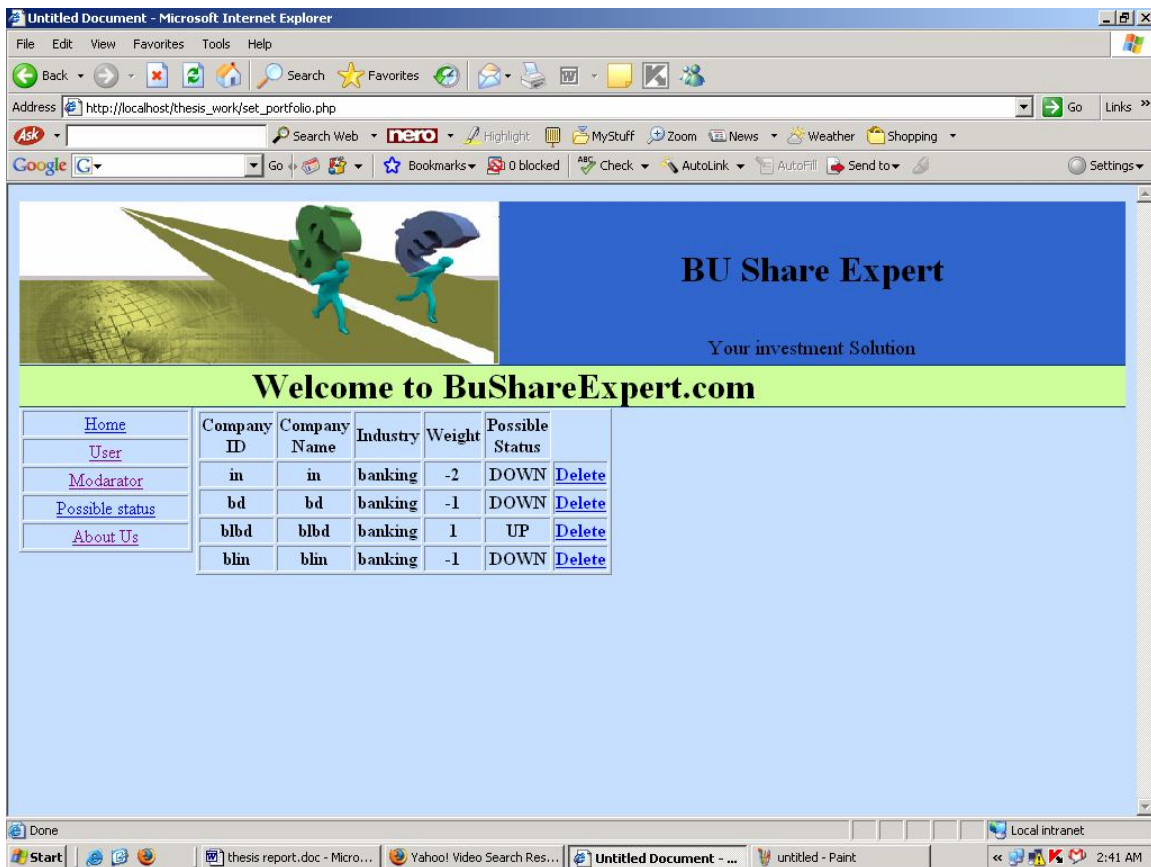 Untitled Document - Microsoft Internet Explorer
File Edit View Favorites Tools Help
Back Search Favorites
Address http://localhost/thesis_work/set_portfolio.php Go Links »
Ask Search Web nero Highlight MyStuff Zoom News Weather Shopping
Google G Go Bookmarks 0 blocked ABC Check AutoLink AutoFill Send to Settings
BU Share Expert
Your investment Solution
Welcome to BuShareExpert.com
Home
User
Modarator
Possible status
About Us
Company ID Company Name Industry Weight Possible Status
in in banking -2 DOWN Delete
bd bd banking -1 DOWN Delete
blbd blbd banking 1 UP Delete
blin blin banking -1 DOWN Delete
Done Local intranet
Start thesis report.doc - Micro... Yahoo! Video Search Res... Untitled Document - ... untitled - Paint « 2:41 AM